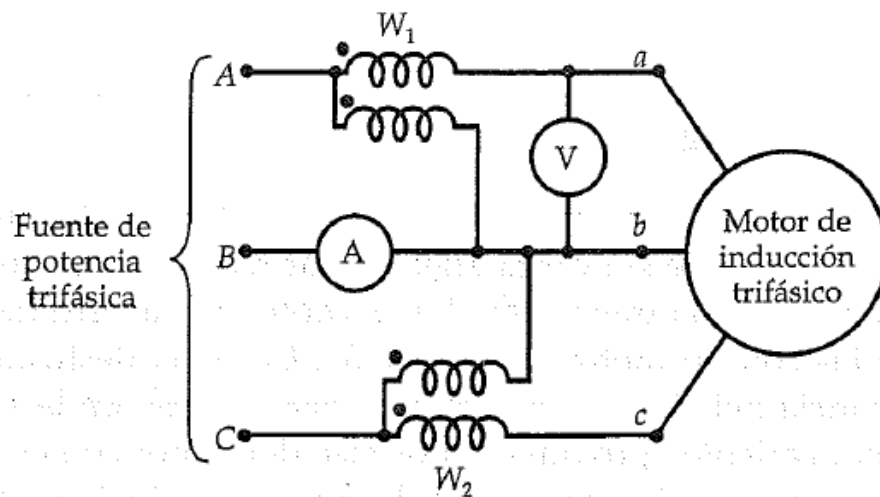 W1
A
a
V
Fuente de
potencia
trifásica
B
A
b
Motor de
inducción
trifásico
C
c
W2